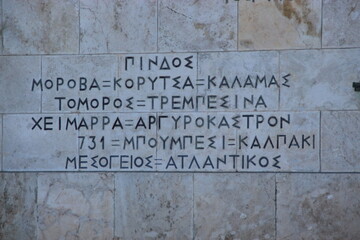 ΠΙΝΔΟΣ
ΜΟΡΟΒΑ=ΚΟΡΥΤΣΑ=ΚΑΛΑΜΑΣ
ΤΟΜΟΡΟΣ=ΤΡΕΜΠΕΣΙΝΑ
ΧΕΙΜΑΡΡΑ=ΑΡΓΥΡΟΚΑΣΤΡΟΝ
731=ΜΠΟΥΜΠΕΣΙ=ΚΑΛΠΑΚΙ
ΜΕΣΟΓΕΙΟΣ=ΑΤΛΑΝΤΙΚΟΣ